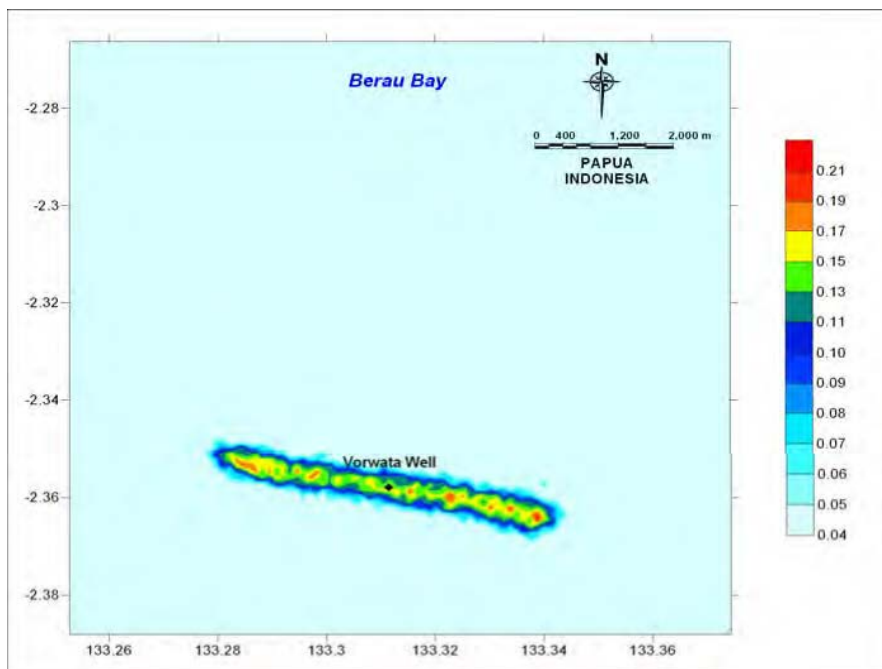 Berau Bay
N
0 400 1,200 2,000 m
PAPUA
INDONESIA
-2.28
-2.3
-2.32
-2.34
-2.36
-2.38
Vorwata Well
133.26 133.28 133.3 133.32 133.34 133.36
0.21
0.19
0.17
0.15
0.13
0.11
0.10
0.09
0.08
0.07
0.06
0.05
0.04